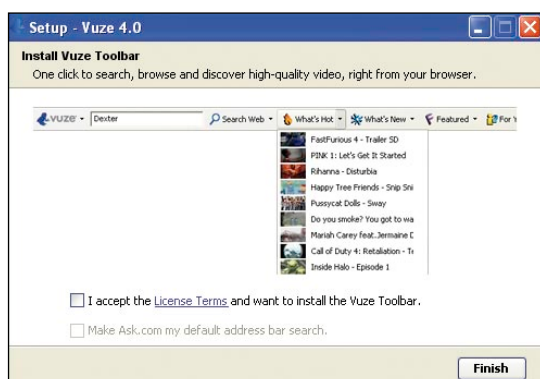 Setup - Vuze 4.0
Install Vuze Toolbar
One click to search, browse and discover high-quality video, right from your browser.
vuze Dexter Search Web What's Hot What's New Featured For Y
FastFurious 4 - Trailer SD
PINK 1: Let's Get It Started
Rihanna - Disturbia
Happy Tree Friends - Snip Sni
Pussycat Dolls - Sway
Do you smoke? You got to wa
Mariah Carey feat.Jermaine D
Call of Duty 4: Retaliation - Tr
Inside Halo - Episode 1
I accept the License Terms and want to install the Vuze Toolbar.
Make Ask.com my default address bar search.
Finish